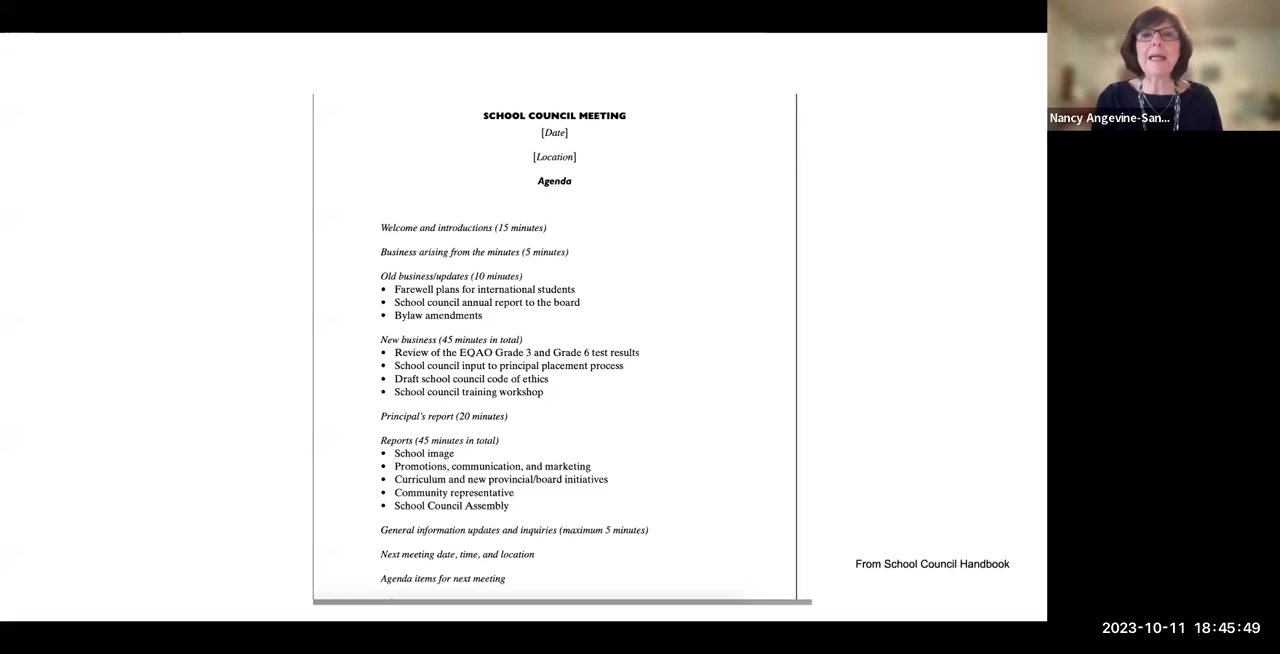 SCHOOL COUNCIL MEETING
[Date]
[Location]
Agenda
Welcome and introductions (15 minutes)
Business arising from the minutes (5 minutes)
Old business/updates (10 minutes)
• Farewell plans for international students
• School council annual report to the board
• Bylaw amendments
New business (45 minutes in total)
• Review of the EQAO Grade 3 and Grade 6 test results
• School council input to principal placement process
• Draft school council code of ethics
• School council training workshop
Principal's report (20 minutes)
Reports (45 minutes in total)
• School image
• Promotions, communication, and marketing
• Curriculum and new provincial/board initiatives
• Community representative
• School Council Assembly
General information updates and inquiries (maximum 5 minutes)
Next meeting date, time, and location
Agenda items for next meeting
From School Council Handbook
Nancy Angevine-San...
2023-10-11 18:45:49